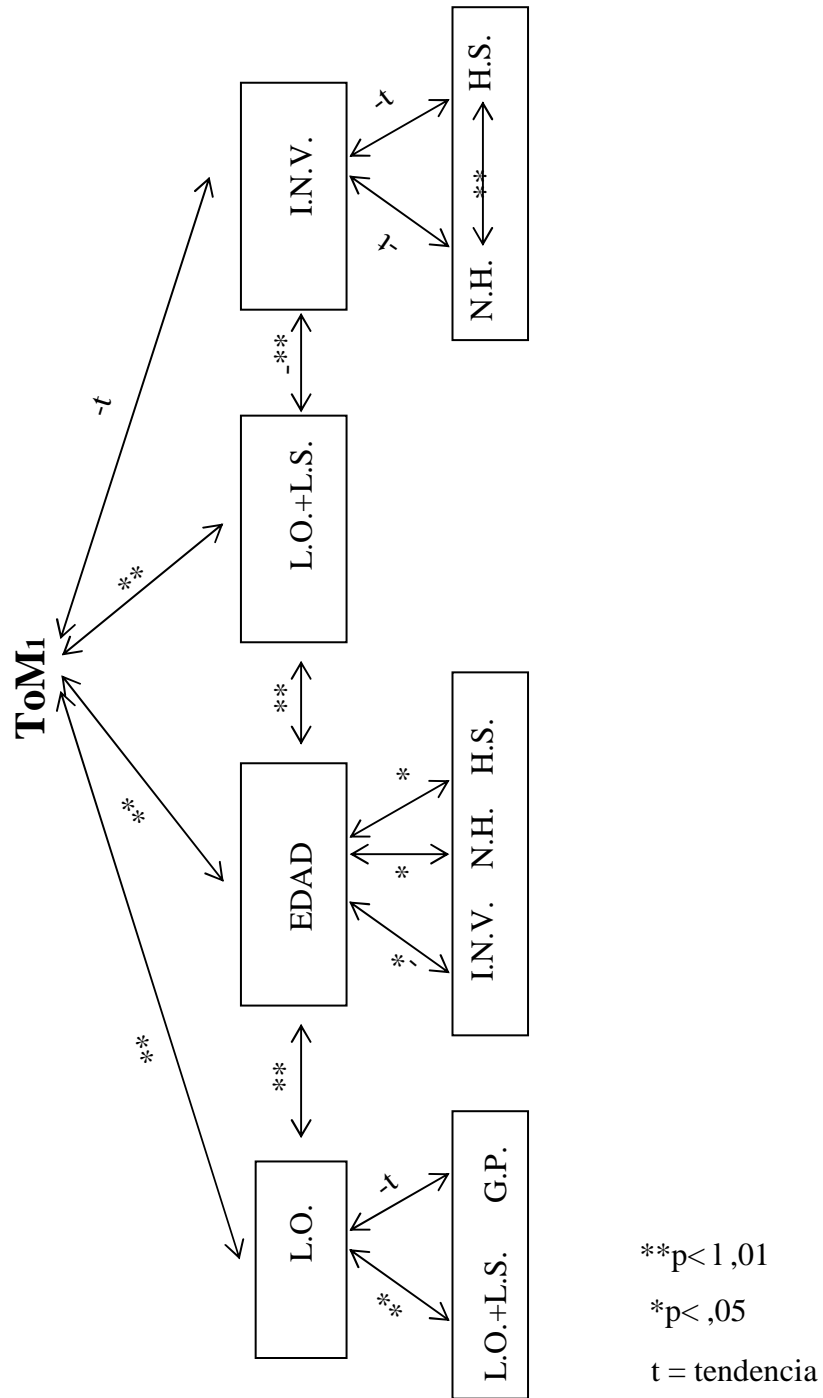 ToM1
**
**
**
-t
L.O.
**
EDAD
**
L.O.+L.S.
-**
I.N.V.
**
-t
*-
*
*
-t
-t
L.O.+L.S. G.P.
I.N.V. N.H. H.S.
N.H. ** H.S.
**p< 1 ,01
*p< ,05
t = tendencia